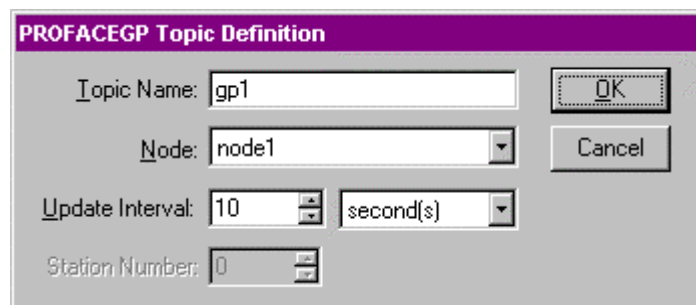 PROFACEGP Topic Definition
Topic Name: gp1 OK
Node: node1 Cancel
Update Interval: 10 second(s)
Station Number: 0